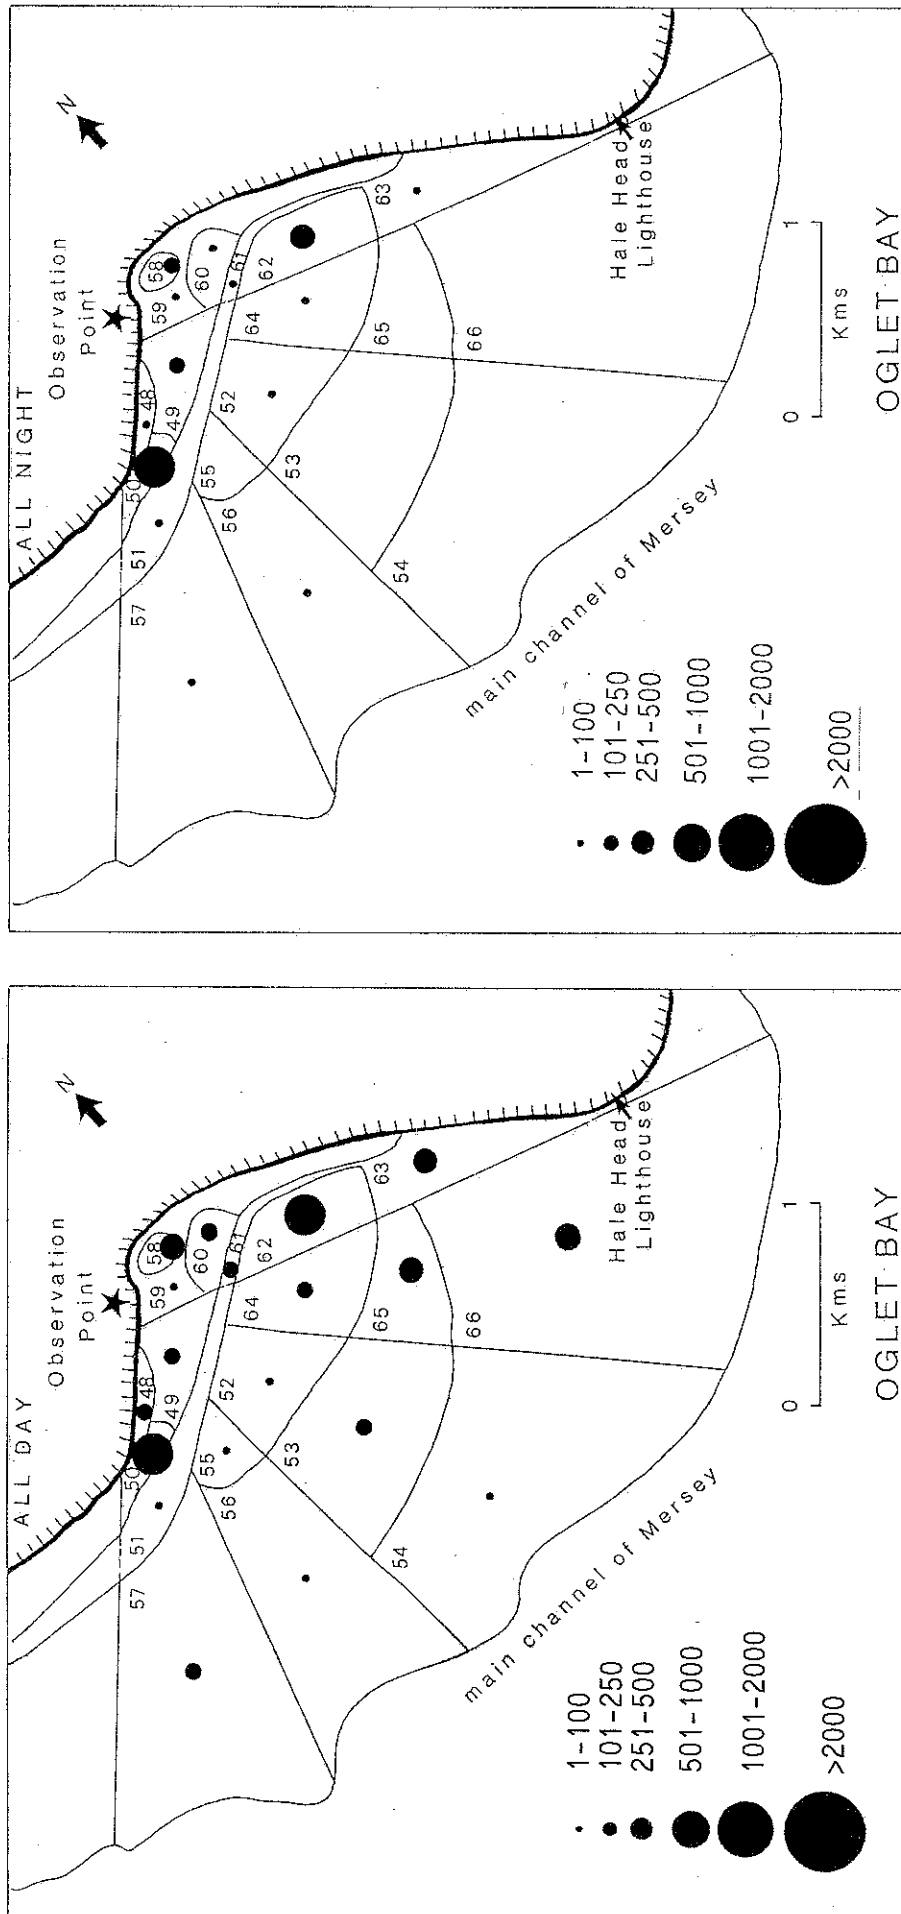 ALL DAY
Observation
Point
N
48
49
50
51
52
53
54
55
56
57
58
59
60
61
62
63
64
65
66
Hale Head
Lighthouse
main channel of Mersey
1-100
101-250
251-500
501-1000
1001-2000
>2000
0 1
Kms
OGLET BAY
ALL NIGHT
Observation
Point
N
48
49
50
51
52
53
54
55
56
57
58
59
60
61
62
63
64
65
66
Hale Head
Lighthouse
main channel of Mersey
1-100
101-250
251-500
501-1000
1001-2000
>2000
0 1
Kms
OGLET BAY